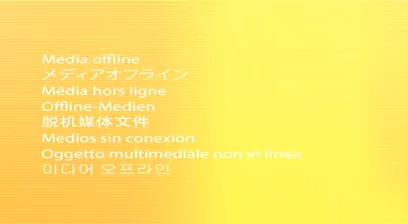 Media offline
メディアオフライン
Média hors ligne
Offline-Medien
脱机媒体文件
Medios sin conexion
Oggetto multimediale non in linea
미디어 오프라인